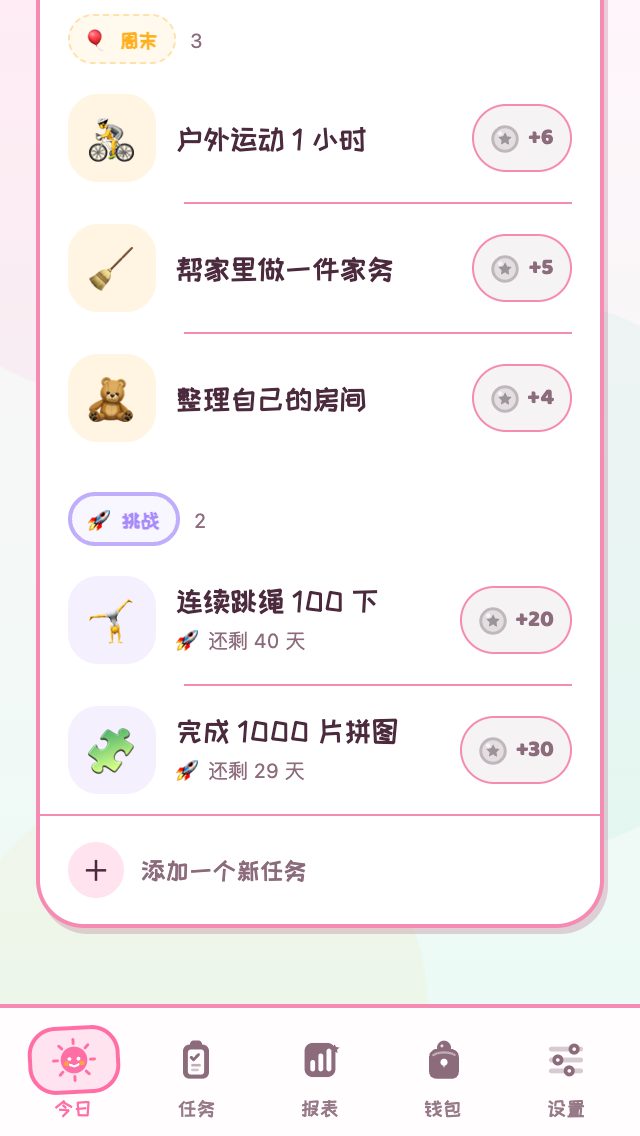 周末 3
户外运动 1 小时 +6
帮家里做一件家务 +5
整理自己的房间 +4
挑战 2
连续跳绳 100 下 +20
还剩 40 天
完成 1000 片拼图 +30
还剩 29 天
+ 添加一个新任务
今日 任务 报表 钱包 设置